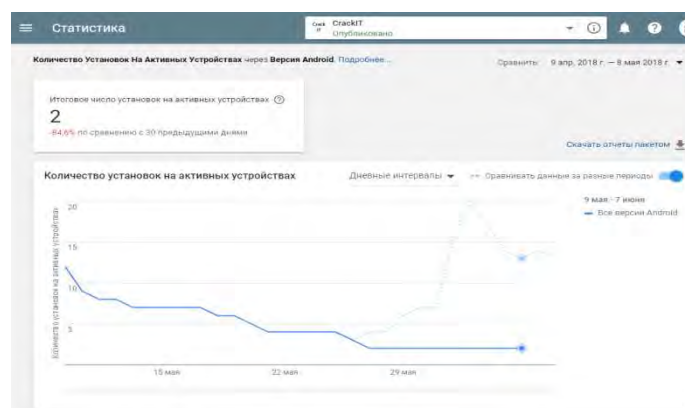 Статистика
Crack IT
CrackIT
Опубликовано
Количество Установок На Активных Устройствах через Версия Android. Подробнее...
Сравнить: 9 апр. 2018 г. — 8 мая 2018 г.
Итоговое число установок на активных устройствах
2
-84,6% по сравнению с 30 предыдущими днями
Скачать отчеты пакетом
Количество установок на активных устройствах
Дневные интервалы
Сравнивать данные за разные периоды
9 мая - 7 июня
Все версии Android
Количество установок на активных устройствах
20
15
10
5
15 мая
22 мая
29 мая